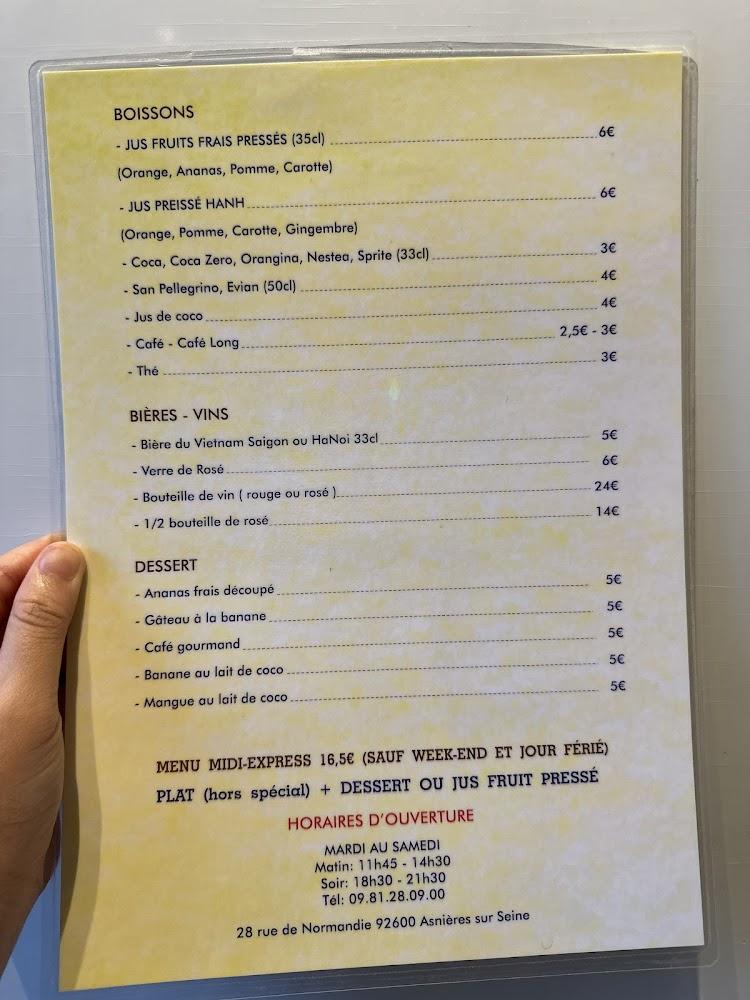 BOISSONS
- JUS FRUITS FRAIS PRESSÉS (35cl) 6€
(Orange, Ananas, Pomme, Carotte)
- JUS PREISSÉ HANH 6€
(Orange, Pomme, Carotte, Gingembre)
- Coca, Coca Zero, Orangina, Nestea, Sprite (33cl) 3€
- San Pellegrino, Evian (50cl) 4€
- Jus de coco 4€
- Café - Café Long 2,5€ - 3€
- Thé 3€
BIÈRES - VINS
- Bière du Vietnam Saigon ou HaNoi 33cl 5€
- Verre de Rosé 6€
- Bouteille de vin ( rouge ou rosé ) 24€
- 1/2 bouteille de rosé 14€
DESSERT
- Ananas frais découpé 5€
- Gâteau à la banane 5€
- Café gourmand 5€
- Banane au lait de coco 5€
- Mangue au lait de coco 5€
MENU MIDI-EXPRESS 16,5€ (SAUF WEEK-END ET JOUR FÉRIÉ)
PLAT (hors spécial) + DESSERT OU JUS FRUIT PRESSÉ
HORAIRES D'OUVERTURE
MARDI AU SAMEDI
Matin: 11h45 - 14h30
Soir: 18h30 - 21h30
Tél: 09.81.28.09.00
28 rue de Normandie 92600 Asnières sur Seine